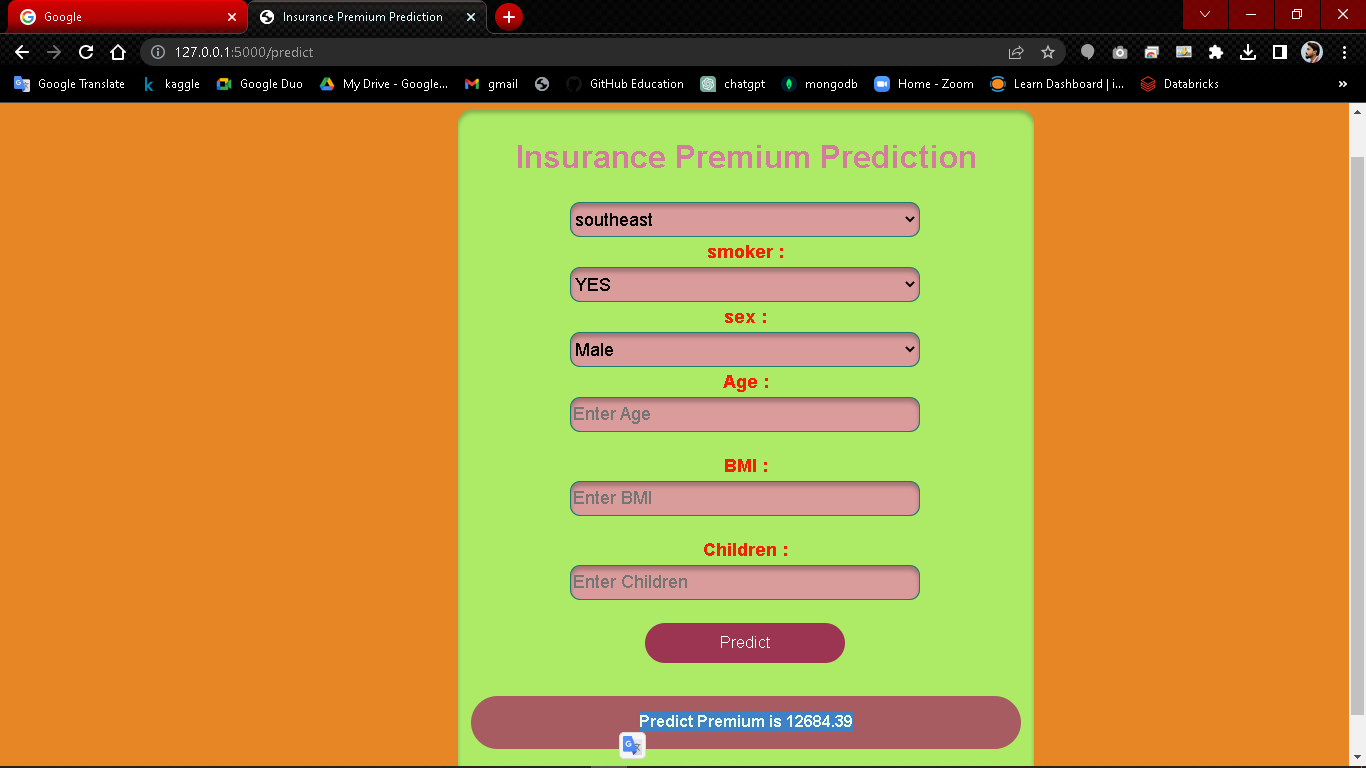 Google
Insurance Premium Prediction
127.0.0.1:5000/predict
Google Translate
kaggle
Google Duo
My Drive - Google...
gmail
GitHub Education
chatgpt
mongodb
Home - Zoom
Learn Dashboard | i...
Databricks
»
Insurance Premium Prediction
southeast
smoker :
YES
sex :
Male
Age :
Enter Age
BMI :
Enter BMI
Children :
Enter Children
Predict
Predict Premium is 12684.39